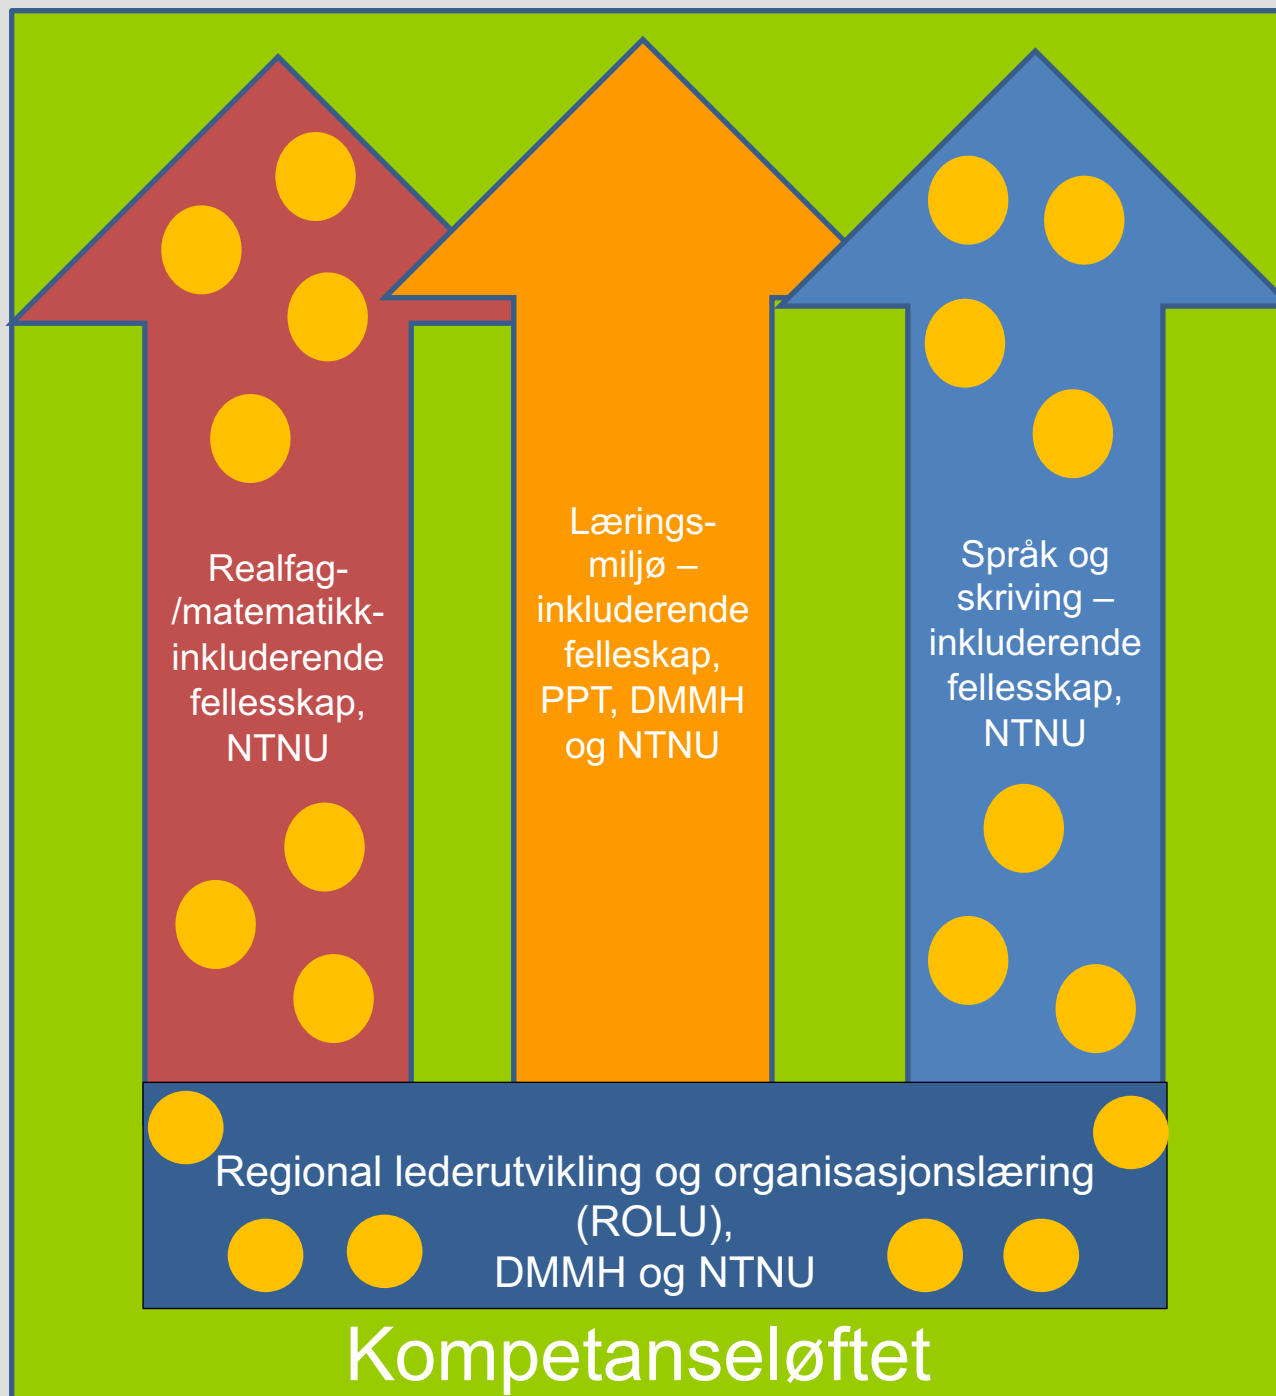 Realfag-
/matematikk-
inkluderende
fellesskap,
NTNU
Lærings-
miljø –
inkluderende
felleskap,
PPT, DMMH
og NTNU
Språk og
skriving –
inkluderende
fellesskap,
NTNU
Regional lederutvikling og organisasjonslæring
(ROLU),
DMMH og NTNU
Kompetanseløftet